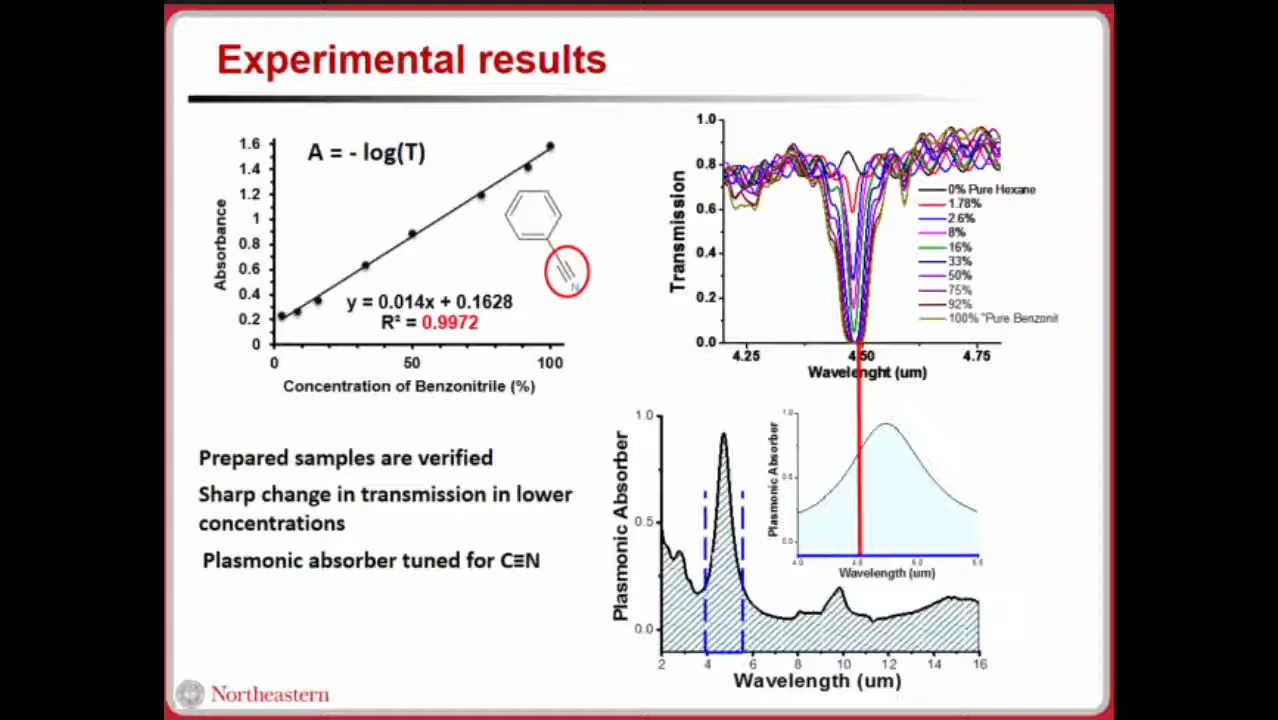 Experimental results
A = - log(T)
1.6
1.4
1.2
1
0.8
0.6
0.4
0.2
0
0 50 100
Absorbance
Concentration of Benzonitrile (%)
y = 0.014x + 0.1628
R² = 0.9972
N
1.0
0.8
0.6
0.4
0.2
0.0
4.25 4.50 4.75
Transmission
Wavelenght (um)
0% Pure Hexane
1.78%
2.6%
8%
16%
33%
50%
75%
92%
100% "Pure Benzonit
Prepared samples are verified
Sharp change in transmission in lower
concentrations
Plasmonic absorber tuned for C≡N
1.0
0.5
0.0
2 4 6 8 10 12 14 16
Plasmonic Absorber
Wavelength (um)
1.0
0.0
Plasmonic Absorber
Wavelength (um)
Northeastern